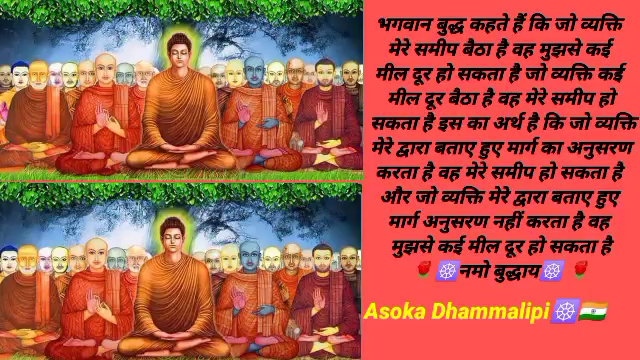 भगवान बुद्ध कहते हैं कि जो व्यक्ति
मेरे समीप बैठा है वह मुझसे कई
मील दूर हो सकता है जो व्यक्ति कई
मील दूर बैठा है वह मेरे समीप हो
सकता है इस का अर्थ है कि जो व्यक्ति
मेरे द्वारा बताए हुए मार्ग का अनुसरण
करता है वह मेरे समीप हो सकता है
और जो व्यक्ति मेरे द्वारा बताए हुए
मार्ग अनुसरण नहीं करता है वह
मुझसे कई मील दूर हो सकता है
🌹☸️नमो बुद्धाय☸️🌹
Asoka Dhammalipi☸️🇮🇳